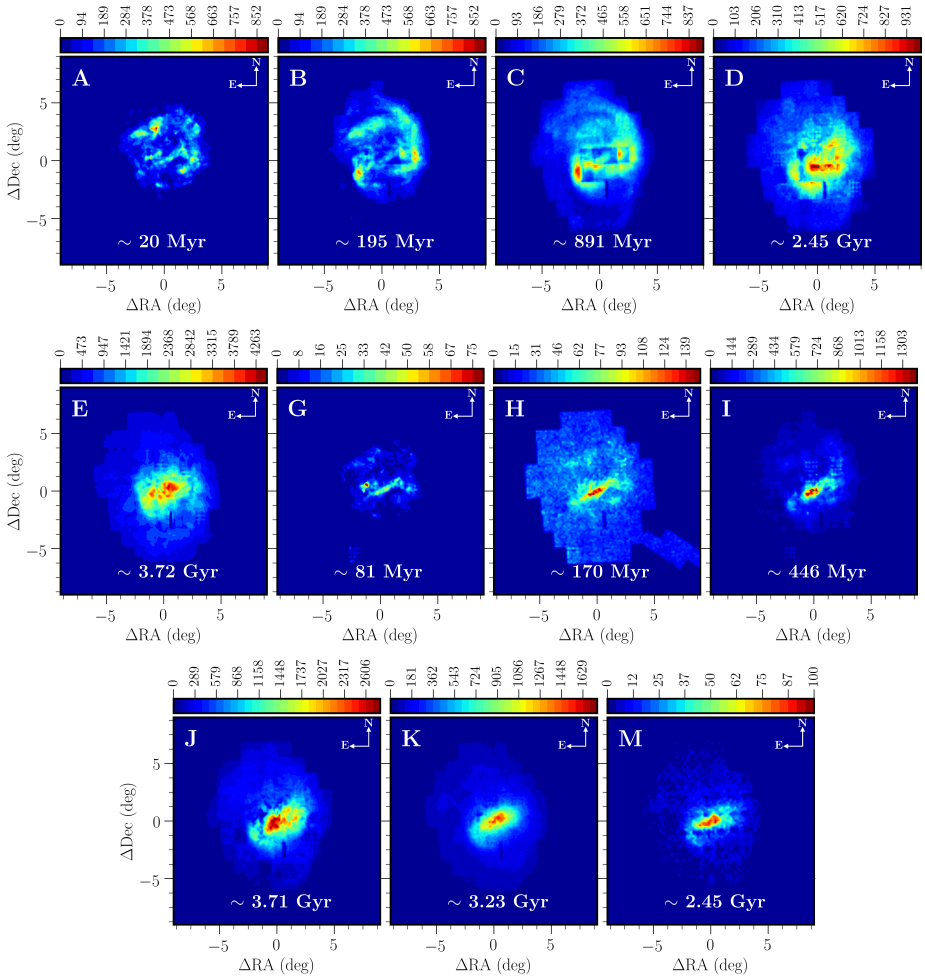 0 94 189 284 378 473 568 663 757 852
0 94 189 284 378 473 568 663 757 852
0 93 186 279 372 465 558 651 744 837
0 103 206 310 413 517 620 724 827 931
A N E
B N E
C N E
D N E
ΔDec (deg)
5
0
−5
∼ 20 Myr
∼ 195 Myr
∼ 891 Myr
∼ 2.45 Gyr
−5 0 5
−5 0 5
−5 0 5
−5 0 5
ΔRA (deg)
ΔRA (deg)
ΔRA (deg)
ΔRA (deg)
0 473 947 1421 1894 2368 2842 3315 3789 4263
0 8 16 25 33 42 50 58 67 75
0 15 31 46 62 77 93 108 124 139
0 144 289 434 579 724 868 1013 1158 1303
E N E
G N E
H N E
I N E
ΔDec (deg)
5
0
−5
∼ 3.72 Gyr
∼ 81 Myr
∼ 170 Myr
∼ 446 Myr
−5 0 5
−5 0 5
−5 0 5
−5 0 5
ΔRA (deg)
ΔRA (deg)
ΔRA (deg)
ΔRA (deg)
0 289 579 868 1158 1448 1737 2027 2317 2606
0 181 362 543 724 905 1086 1267 1448 1629
0 12 25 37 50 62 75 87 100
J N E
K N E
M N E
ΔDec (deg)
5
0
−5
∼ 3.71 Gyr
∼ 3.23 Gyr
∼ 2.45 Gyr
−5 0 5
−5 0 5
−5 0 5
ΔRA (deg)
ΔRA (deg)
ΔRA (deg)